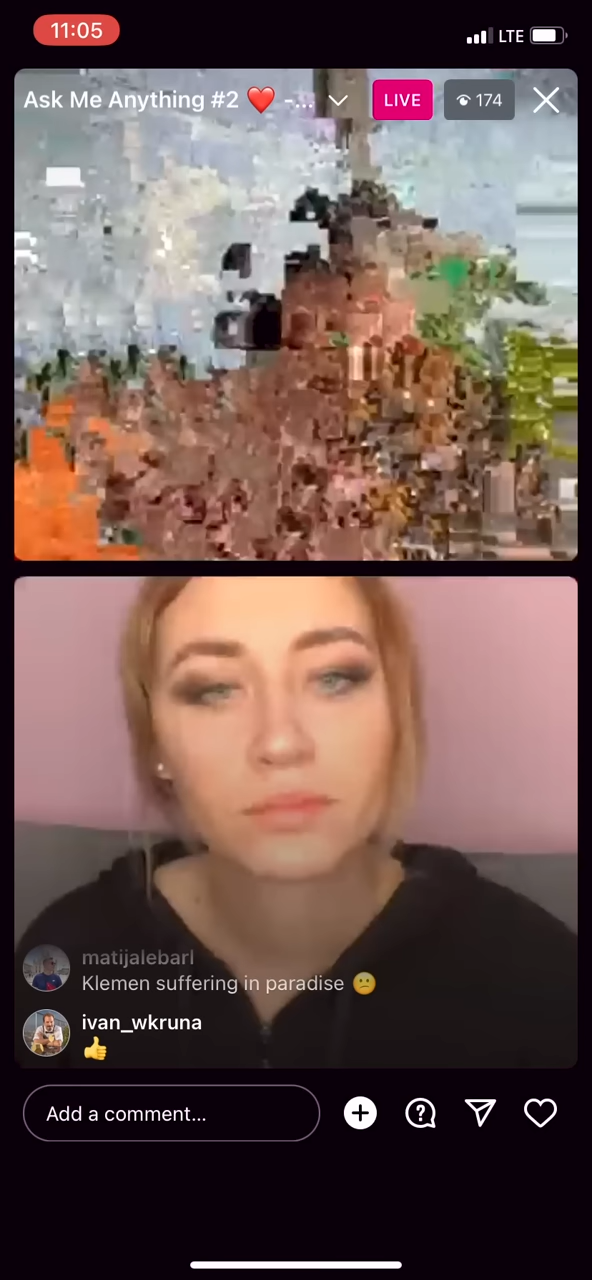 11:05
LTE
Ask Me Anything #2 ❤️ -...
LIVE
174
matijalebarl
Klemen suffering in paradise 😕
ivan_wkruna
👍
Add a comment...